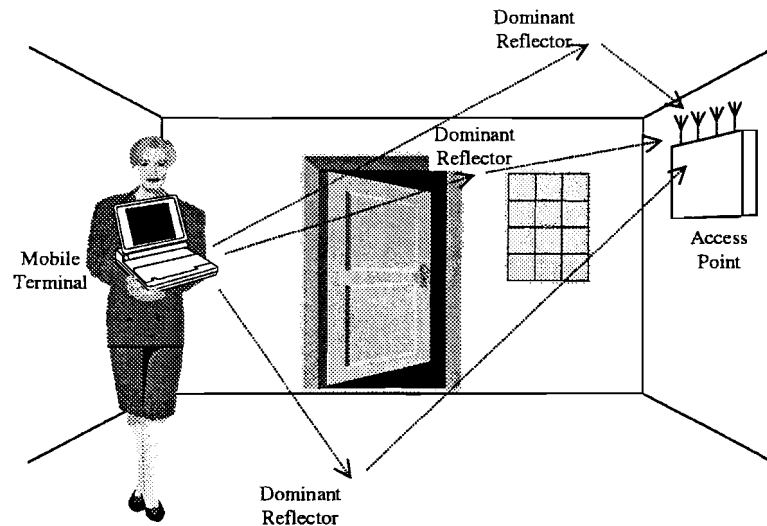 Dominant
Reflector
Dominant
Reflector
Mobile
Terminal
Access
Point
Dominant
Reflector